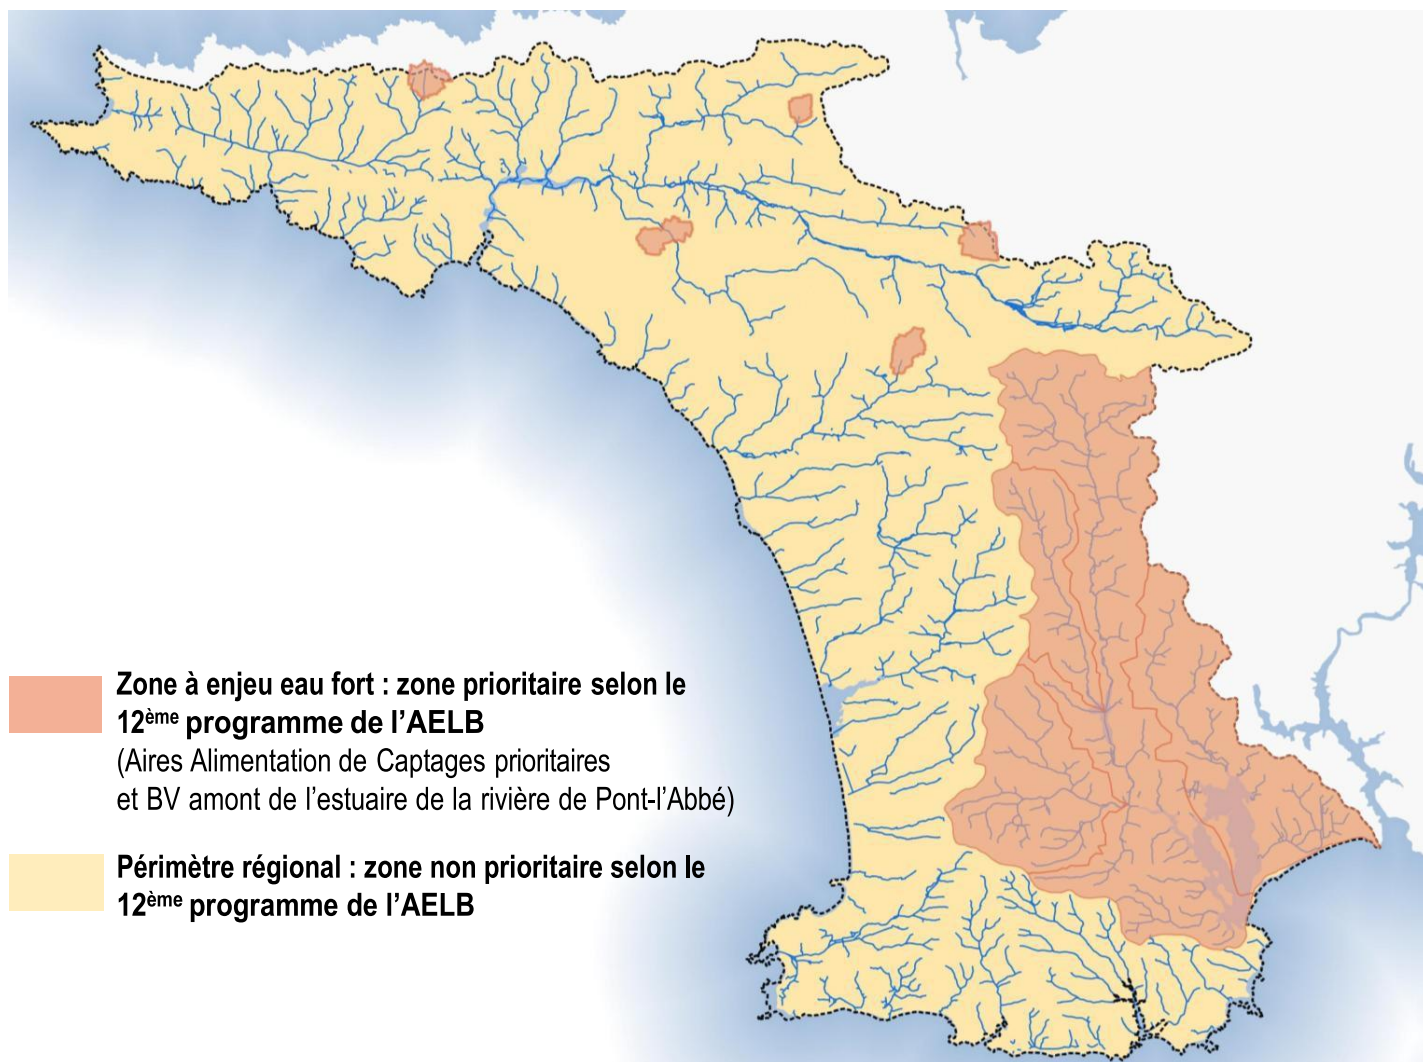 Zone à enjeu eau fort : zone prioritaire selon le
12ème programme de l’AELB
(Aires Alimentation de Captages prioritaires
et BV amont de l’estuaire de la rivière de Pont-l’Abbé)
Périmètre régional : zone non prioritaire selon le
12ème programme de l’AELB